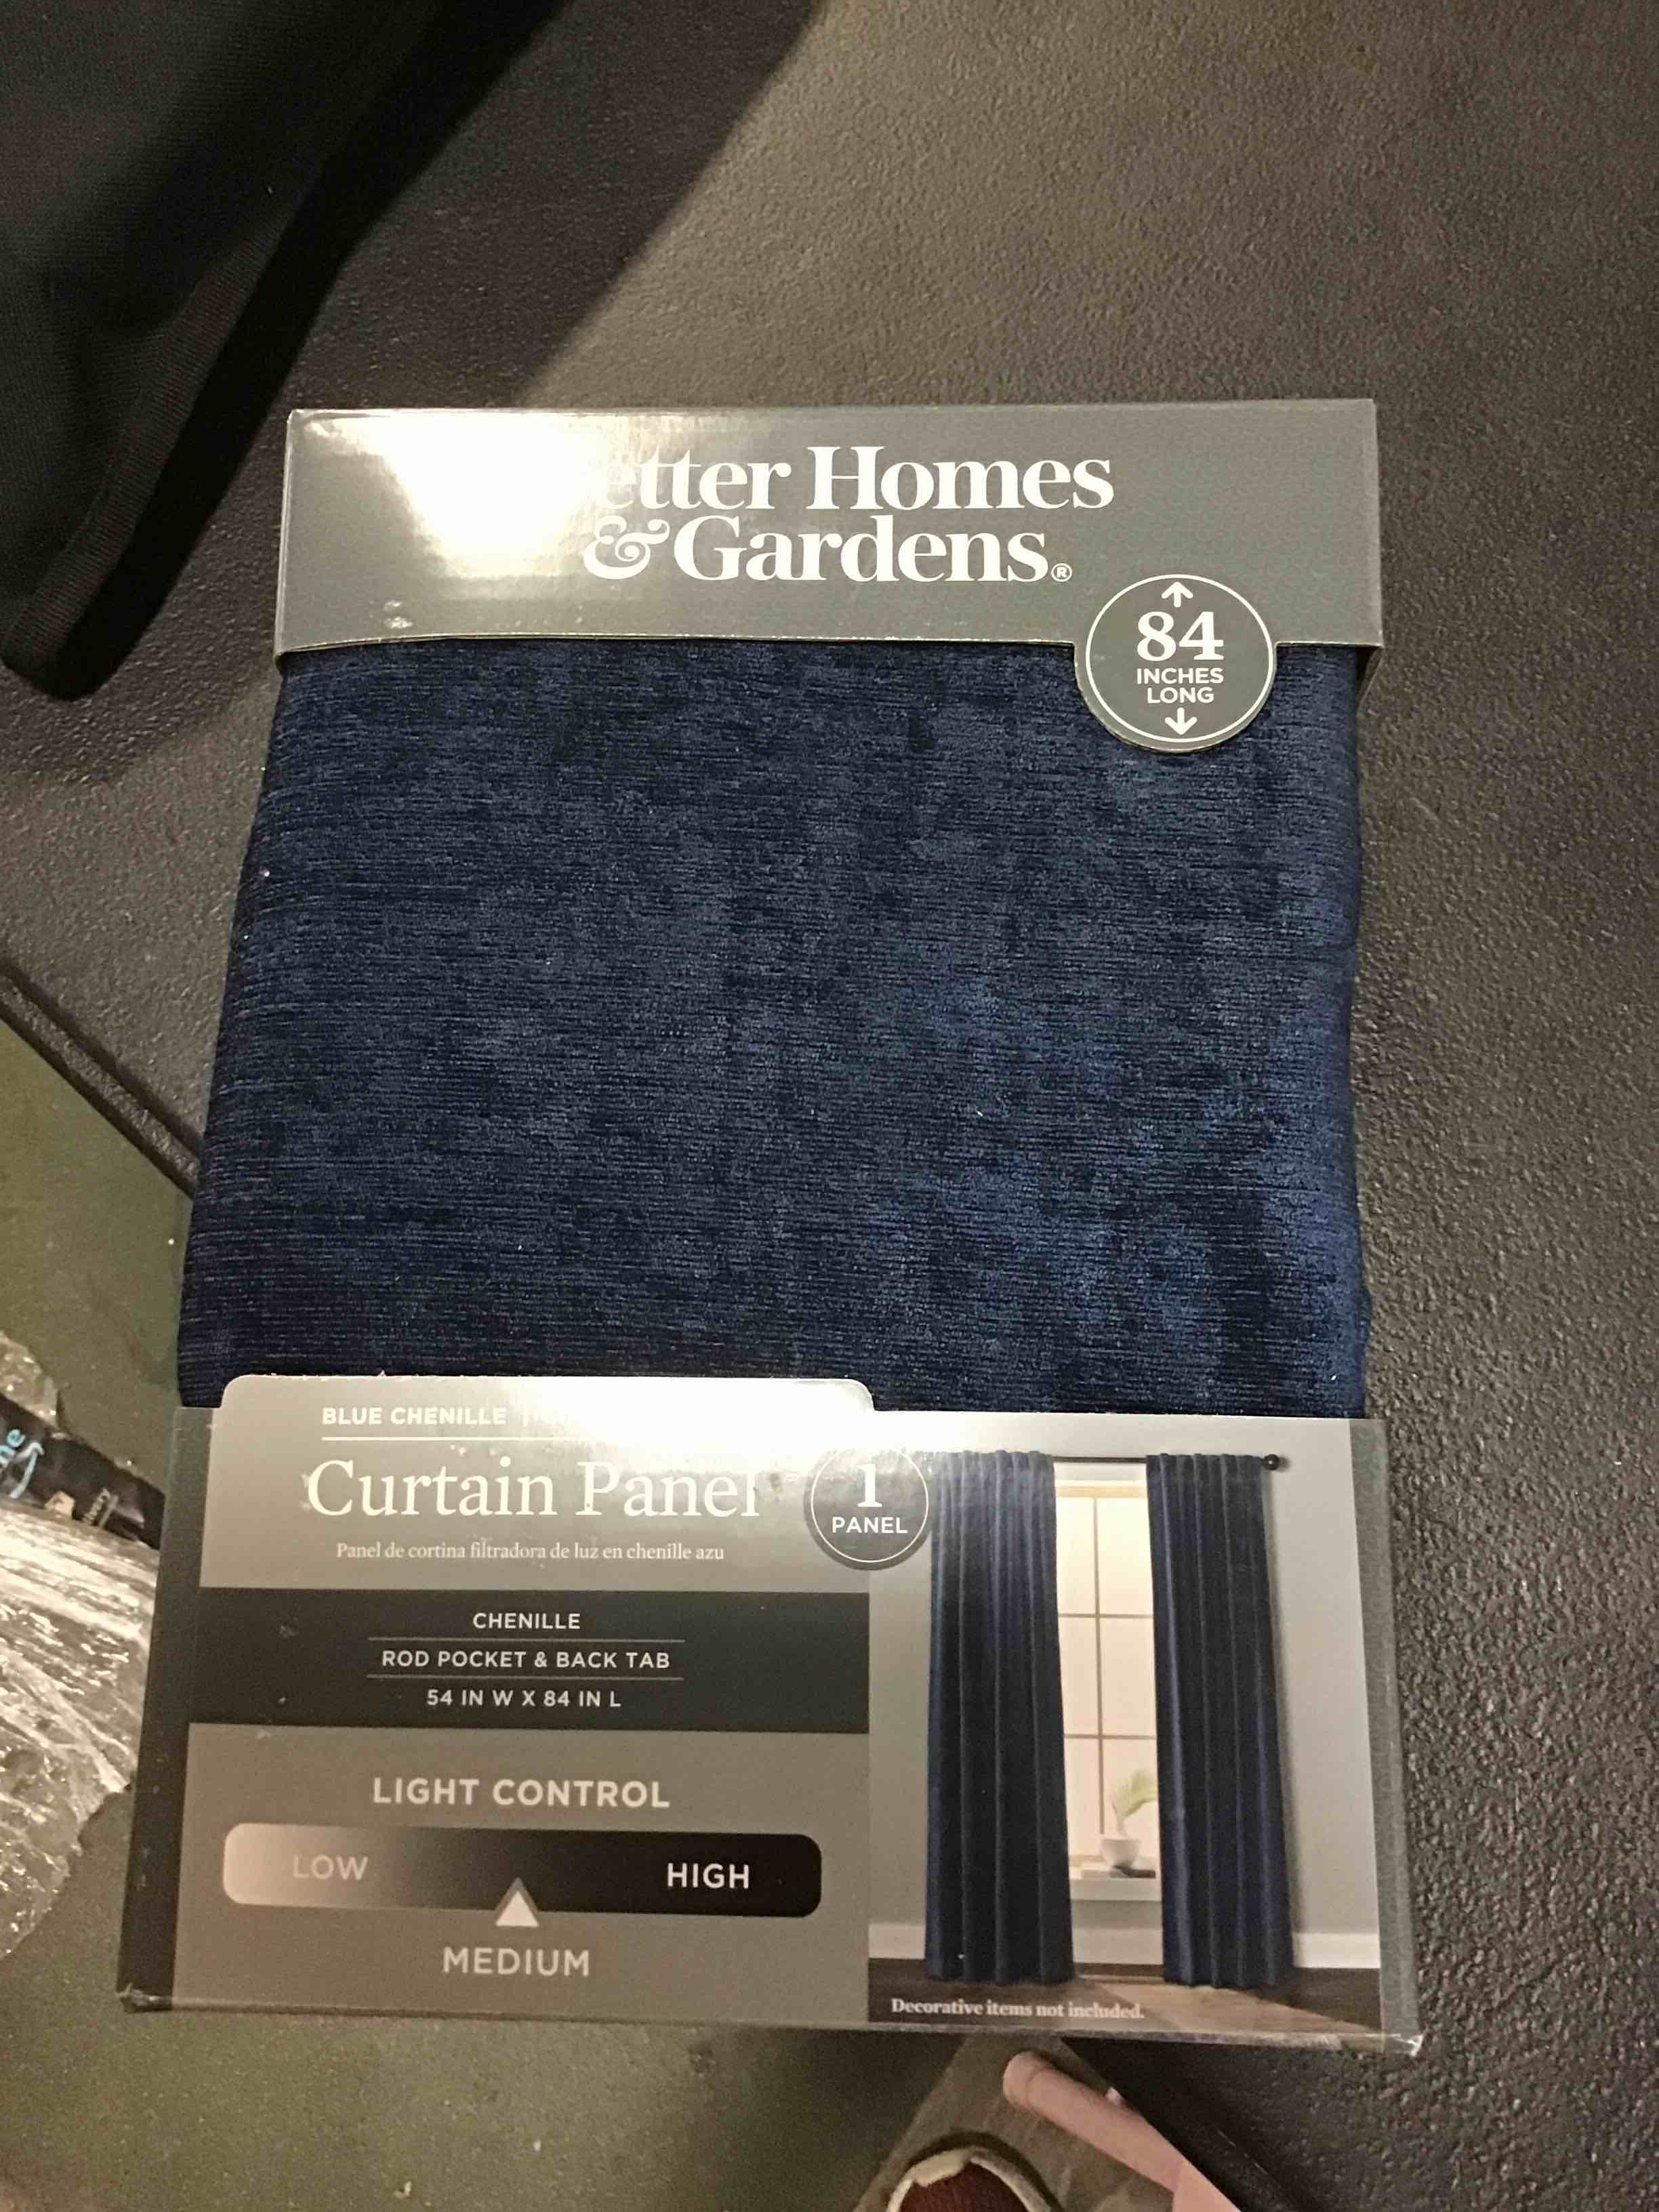 etter Homes
& Gardens®
84
INCHES
LONG
BLUE CHENILLE
Curtain Panel
1
PANEL
Panel de cortina filtradora de luz en chenille azu
CHENILLE
ROD POCKET & BACK TAB
54 IN W X 84 IN L
LIGHT CONTROL
LOW
HIGH
MEDIUM
Decorative items not included.